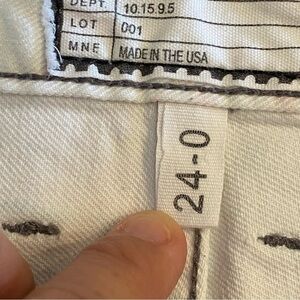 DEPT. 10.15.9.5
LOT 001
MNE MADE IN THE USA
24-0